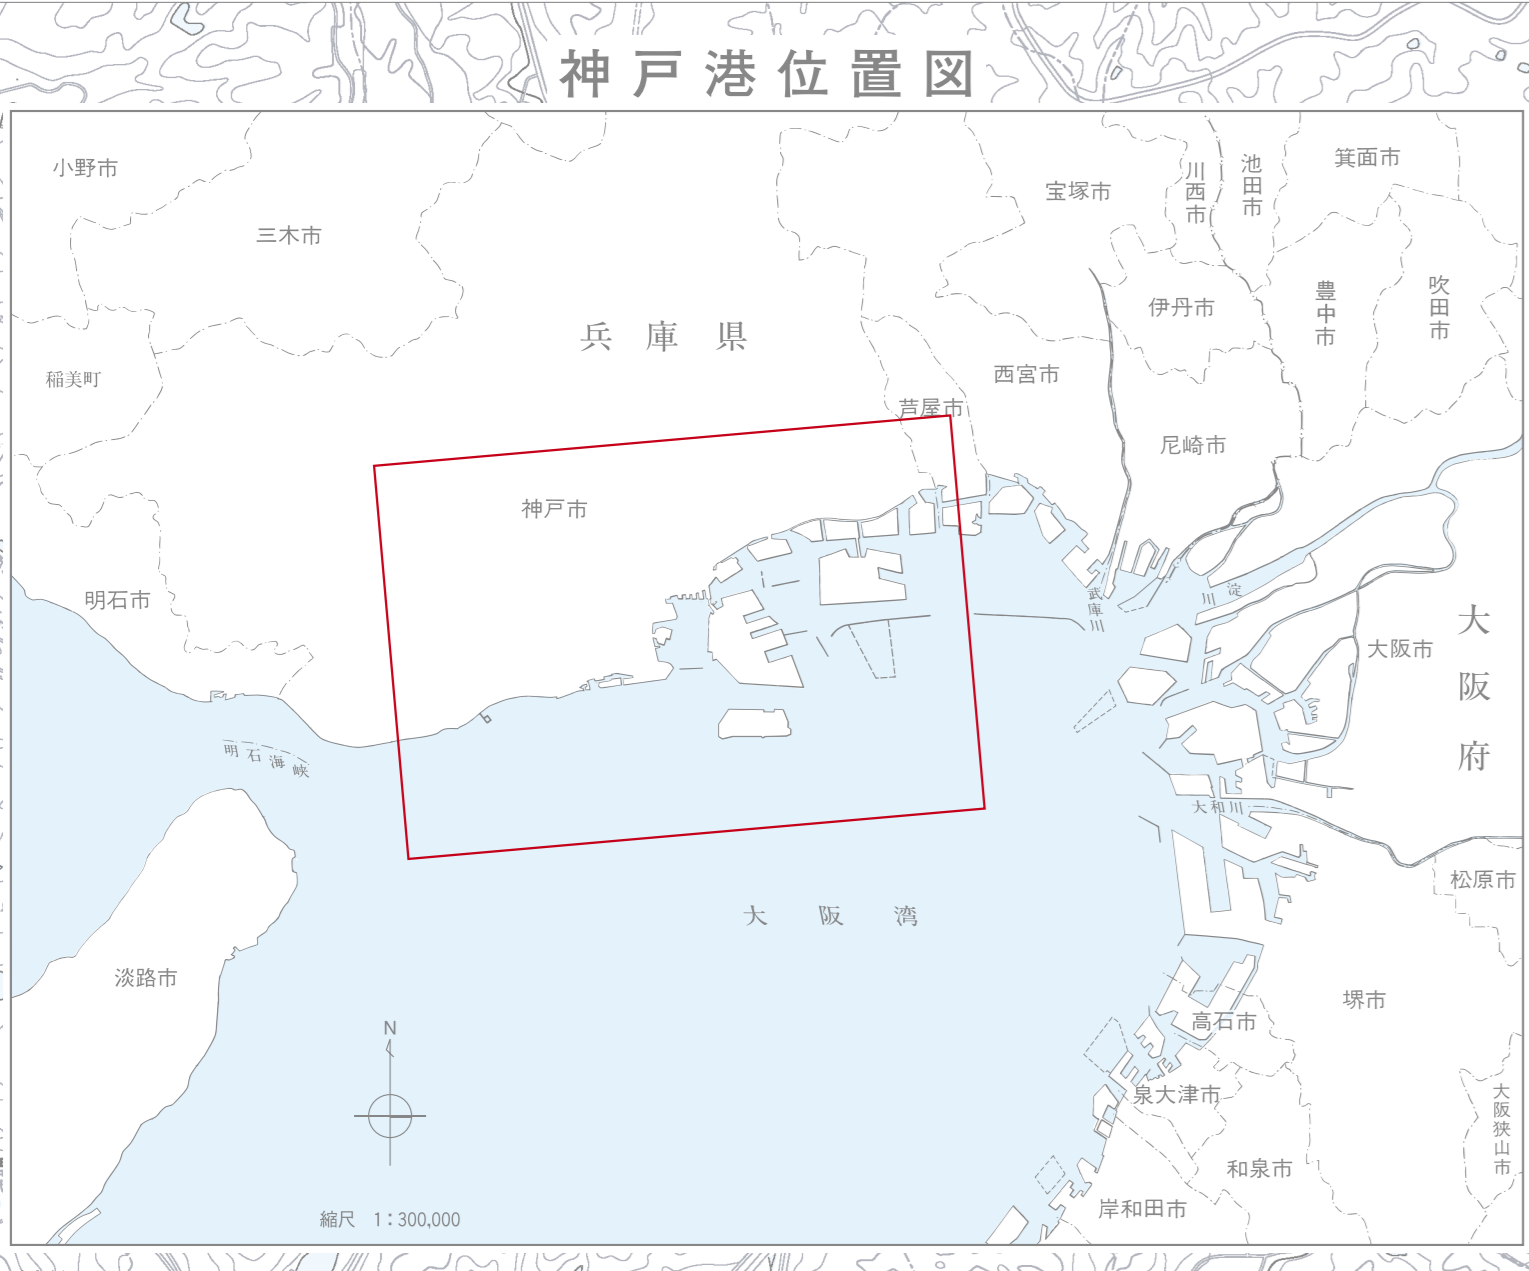 神戸港位置図
小野市
三木市
宝塚市
川西市
池田市
箕面市
伊丹市
豊中市
吹田市
兵庫県
稲美町
西宮市
芦屋市
尼崎市
神戸市
明石市
武庫川
淀川
大阪市
大阪府
明石海峡
大和川
松原市
大阪湾
淡路市
堺市
高石市
泉大津市
大阪狭山市
和泉市
岸和田市
N
縮尺 1：300,000